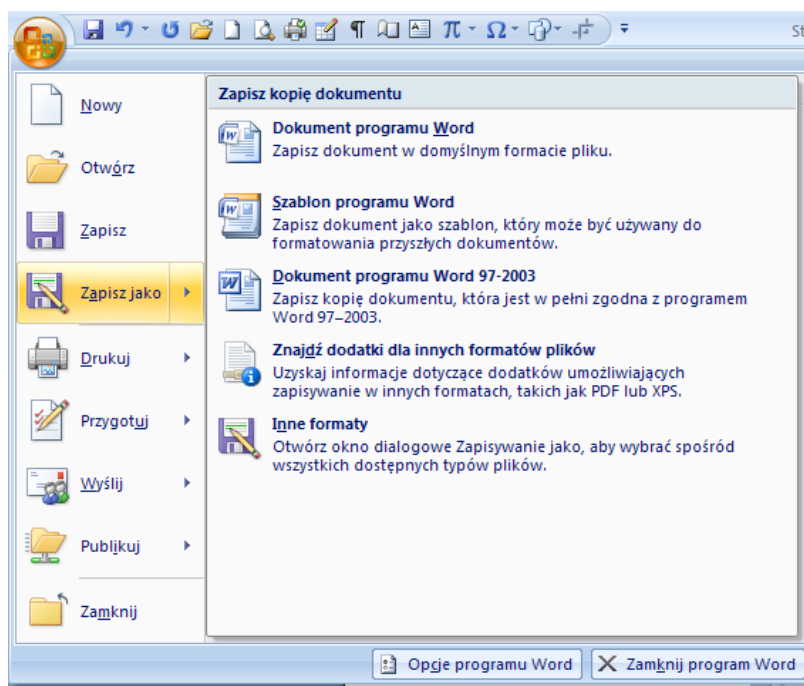 St
Nowy
Otwórz
Zapisz
Zapisz jako
Drukuj
Przygotuj
Wyślij
Publikuj
Zamknij
Zapisz kopię dokumentu
Dokument programu Word
Zapisz dokument w domyślnym formacie pliku.
Szablon programu Word
Zapisz dokument jako szablon, który może być używany do
formatowania przyszłych dokumentów.
Dokument programu Word 97-2003
Zapisz kopię dokumentu, która jest w pełni zgodna z programem
Word 97–2003.
Znajdź dodatki dla innych formatów plików
Uzyskaj informacje dotyczące dodatków umożliwiających
zapisywanie w innych formatach, takich jak PDF lub XPS.
Inne formaty
Otwórz okno dialogowe Zapisywanie jako, aby wybrać spośród
wszystkich dostępnych typów plików.
Opcje programu Word
Zamknij program Word